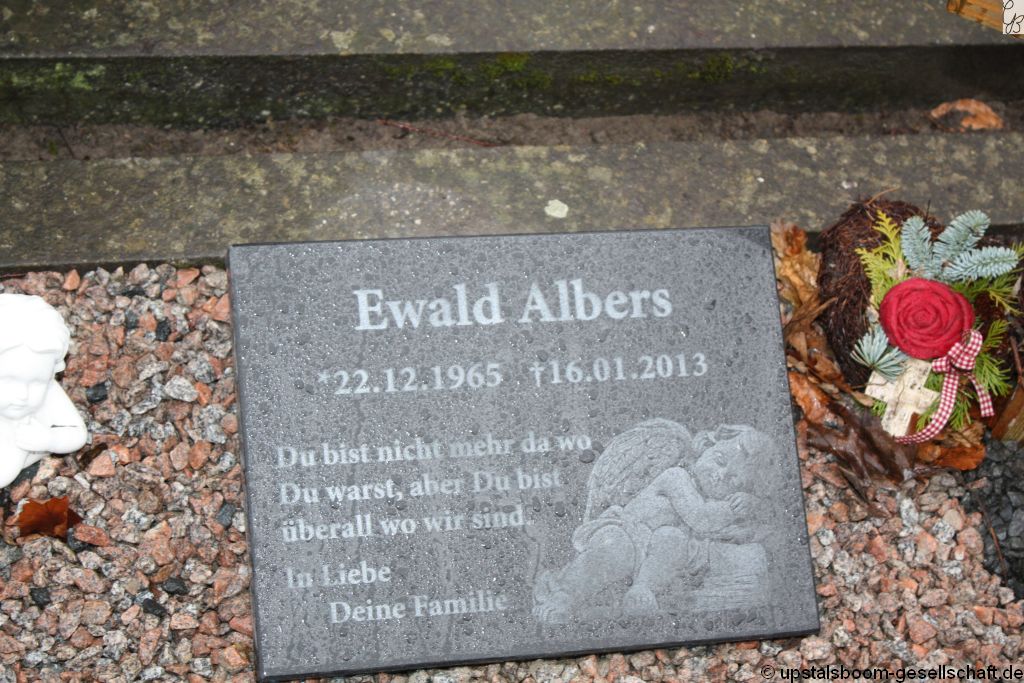 Ewald Albers
*22.12.1965 †16.01.2013
Du bist nicht mehr da wo
Du warst, aber Du bist
überall wo wir sind.
In Liebe
Deine Familie
© upstalsboom-gesellschaft.de